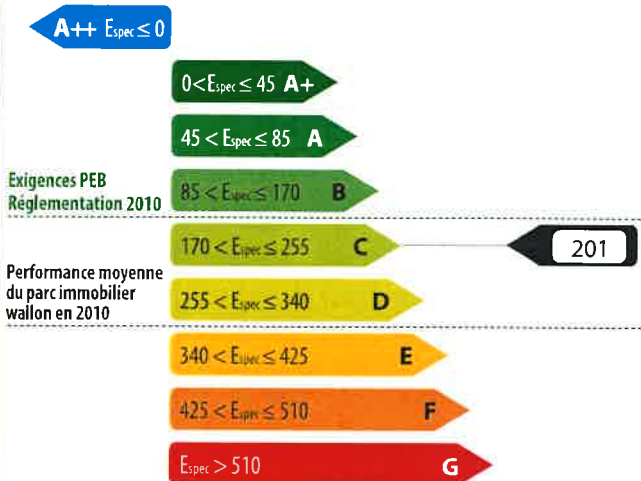 A++ Espec ≤ 0
0 < Espec ≤ 45 A+
45 < Espec ≤ 85 A
Exigences PEB
Réglementation 2010
85 < Espec ≤ 170 B
170 < Espec ≤ 255 C
201
Performance moyenne
du parc immobilier
wallon en 2010
255 < Espec ≤ 340 D
340 < Espec ≤ 425 E
425 < Espec ≤ 510 F
Espec > 510 G